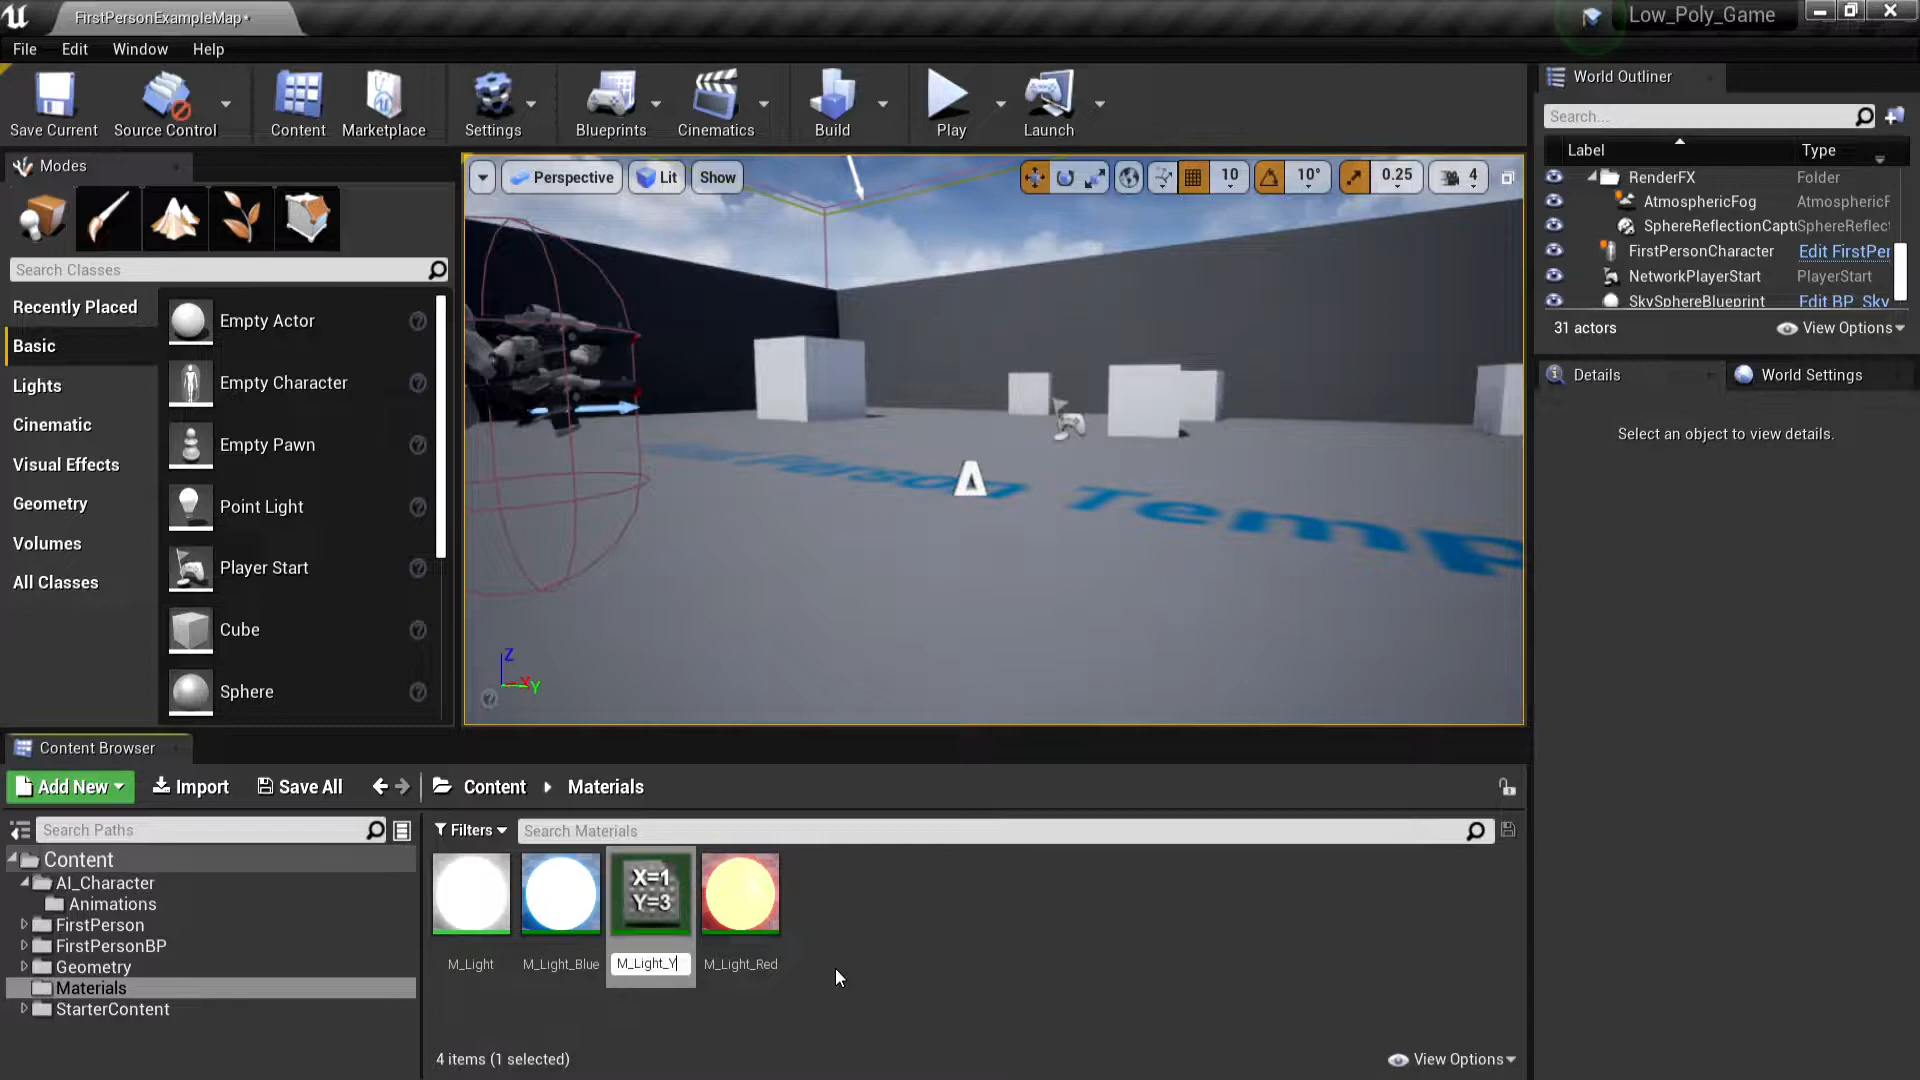 FirstPersonExampleMap*
Low_Poly_Game
File Edit Window Help
Save Current
Source Control
Content
Marketplace
Settings
Blueprints
Cinematics
Build
Play
Launch
World Outliner
Search...
Label Type
RenderFX Folder
AtmosphericFog AtmosphericF
SphereReflectionCaptu SphereReflect
FirstPersonCharacter Edit FirstPer
NetworkPlayerStart PlayerStart
SkySphereBlueprint Edit BP_Sky
31 actors View Options
Details World Settings
Select an object to view details.
Modes
Search Classes
Recently Placed
Basic
Lights
Cinematic
Visual Effects
Geometry
Volumes
All Classes
Empty Actor
Empty Character
Empty Pawn
Point Light
Player Start
Cube
Sphere
Perspective Lit Show 10 10° 0.25 4
Person Temp
Z
X Y
Content Browser
Add New Import Save All Content Materials
Search Paths
Filters Search Materials
Content
AI_Character
Animations
FirstPerson
FirstPersonBP
Geometry
Materials
StarterContent
X=1
Y=3
M_Light M_Light_Blue M_Light_Y M_Light_Red
4 items (1 selected) View Options